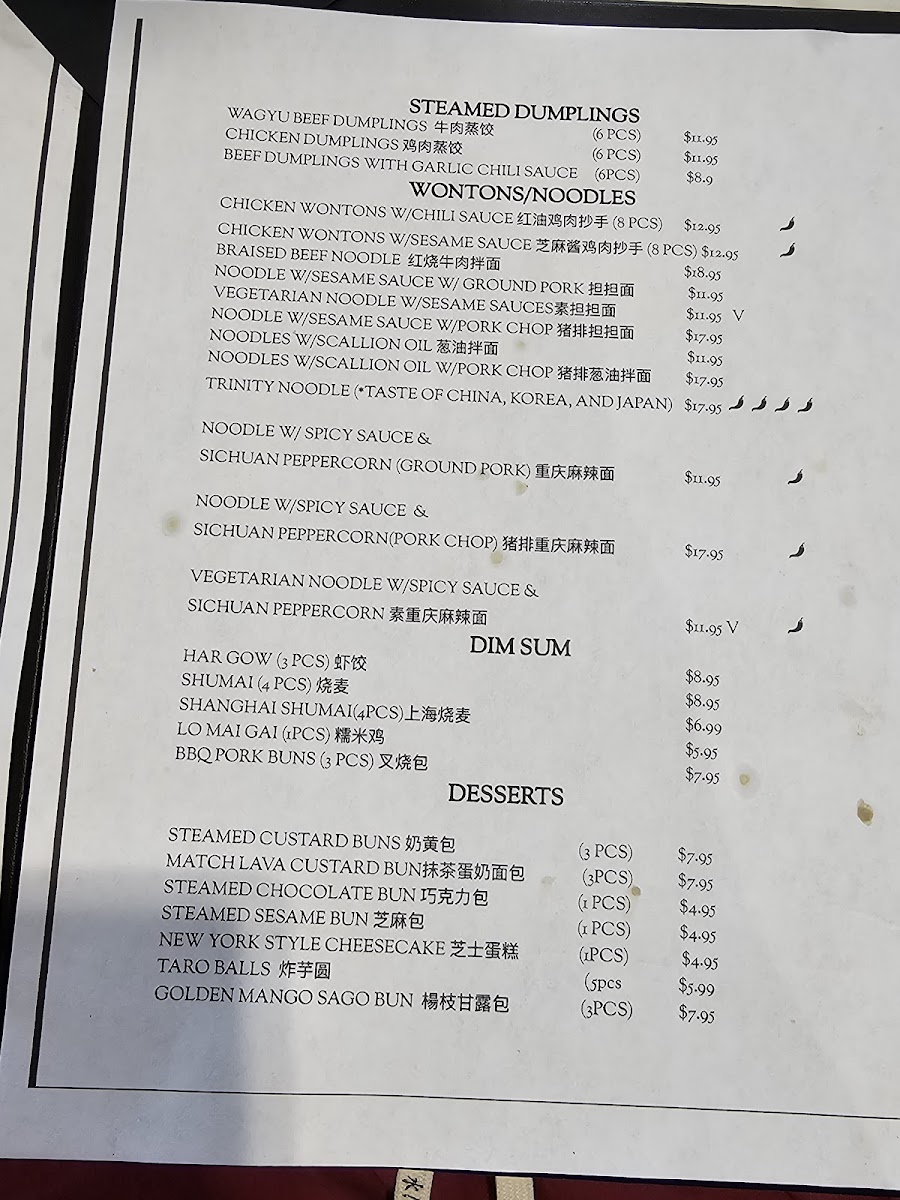 STEAMED DUMPLINGS
WAGYU BEEF DUMPLINGS 牛肉蒸饺 (6 PCS) $11.95
CHICKEN DUMPLINGS 鸡肉蒸饺 (6 PCS) $11.95
BEEF DUMPLINGS WITH GARLIC CHILI SAUCE (6PCS) $8.9
WONTONS/NOODLES
CHICKEN WONTONS W/CHILI SAUCE 红油鸡肉抄手 (8 PCS) $12.95
CHICKEN WONTONS W/SESAME SAUCE 芝麻酱鸡肉抄手 (8 PCS) $12.95
BRAISED BEEF NOODLE 红烧牛肉拌面 $18.95
NOODLE W/SESAME SAUCE W/ GROUND PORK 担担面 $11.95
VEGETARIAN NOODLE W/SESAME SAUCES素担担面 $11.95 V
NOODLE W/SESAME SAUCE W/PORK CHOP 猪排担担面 $17.95
NOODLES W/SCALLION OIL 葱油拌面 $11.95
NOODLES W/SCALLION OIL W/PORK CHOP 猪排葱油拌面 $17.95
TRINITY NOODLE (*TASTE OF CHINA, KOREA, AND JAPAN) $17.95
NOODLE W/ SPICY SAUCE &
SICHUAN PEPPERCORN (GROUND PORK) 重庆麻辣面 $11.95
NOODLE W/SPICY SAUCE &
SICHUAN PEPPERCORN(PORK CHOP) 猪排重庆麻辣面 $17.95
VEGETARIAN NOODLE W/SPICY SAUCE &
SICHUAN PEPPERCORN 素重庆麻辣面 $11.95 V
DIM SUM
HAR GOW (3 PCS) 虾饺 $8.95
SHUMAI (4 PCS) 烧麦 $8.95
SHANGHAI SHUMAI(4PCS)上海烧麦 $6.99
LO MAI GAI (1PCS) 糯米鸡 $5.95
BBQ PORK BUNS (3 PCS) 叉烧包 $7.95
DESSERTS
STEAMED CUSTARD BUNS 奶黄包 (3 PCS) $7.95
MATCH LAVA CUSTARD BUN抹茶蛋奶面包 (3PCS) $7.95
STEAMED CHOCOLATE BUN 巧克力包 (1 PCS) $4.95
STEAMED SESAME BUN 芝麻包 (1 PCS) $4.95
NEW YORK STYLE CHEESECAKE 芝士蛋糕 (1PCS) $4.95
TARO BALLS 炸芋圆 (5pcs $5.99
GOLDEN MANGO SAGO BUN 楊枝甘露包 (3PCS) $7.95
水